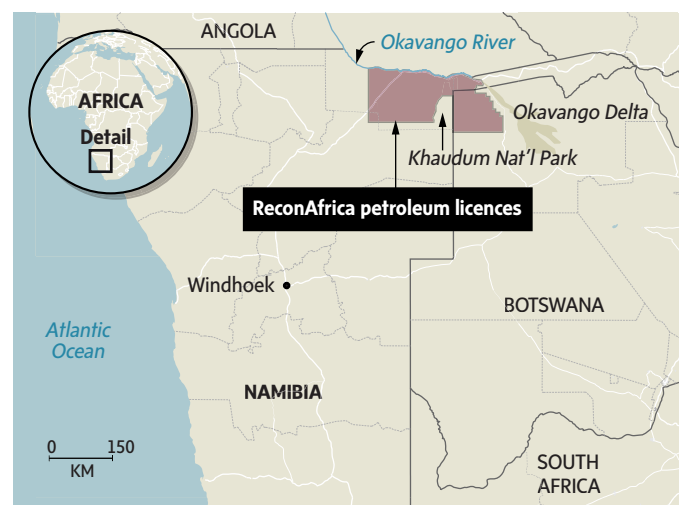 ANGOLA
Okavango River
AFRICA
Detail
Okavango Delta
Khaudum Nat'l Park
ReconAfrica petroleum licences
Windhoek
BOTSWANA
Atlantic
Ocean
NAMIBIA
0 150
KM
SOUTH
AFRICA